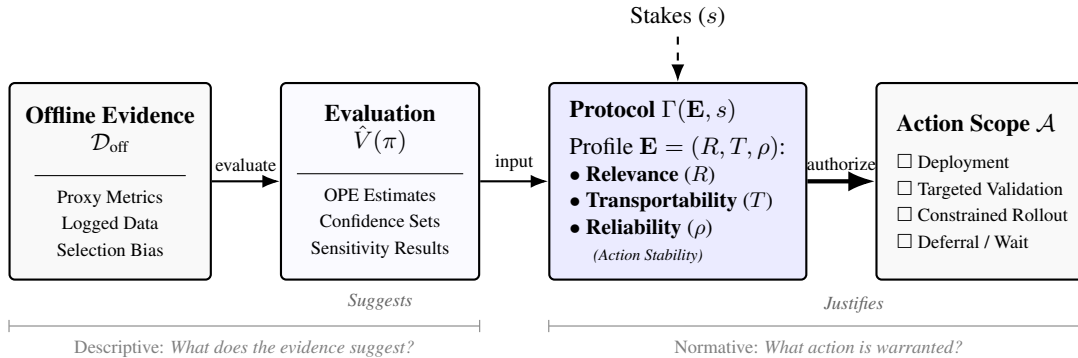 Stakes (s)
Offline Evidence
𝒟off
Proxy Metrics
Logged Data
Selection Bias
evaluate
Evaluation
V̂(π)
OPE Estimates
Confidence Sets
Sensitivity Results
input
Protocol Γ(E, s)
Profile E = (R, T, ρ):
● Relevance (R)
● Transportability (T)
● Reliability (ρ)
(Action Stability)
authorize
Action Scope 𝒜
☐ Deployment
☐ Targeted Validation
☐ Constrained Rollout
☐ Deferral / Wait
Suggests
Justifies
Descriptive: What does the evidence suggest?
Normative: What action is warranted?